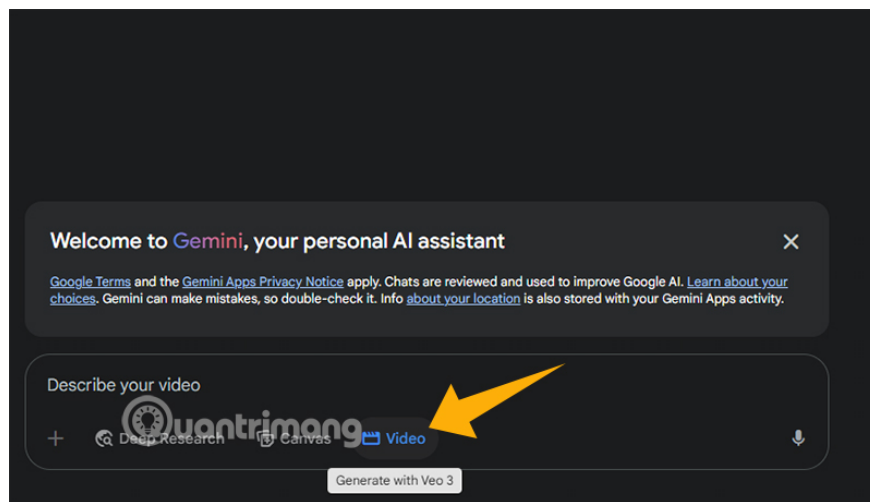 Welcome to Gemini, your personal AI assistant
Google Terms and the Gemini Apps Privacy Notice apply. Chats are reviewed and used to improve Google AI. Learn about your
choices. Gemini can make mistakes, so double-check it. Info about your location is also stored with your Gemini Apps activity.
Describe your video
Quantrimang
Deep Research Canvas Video
Generate with Veo 3